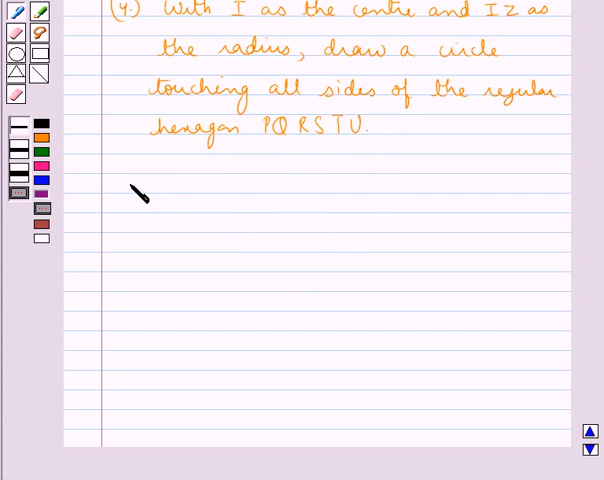 (4.) With I as the centre and IZ as
the radius, draw a circle
touching all sides of the regular
hexagon PQRSTU.